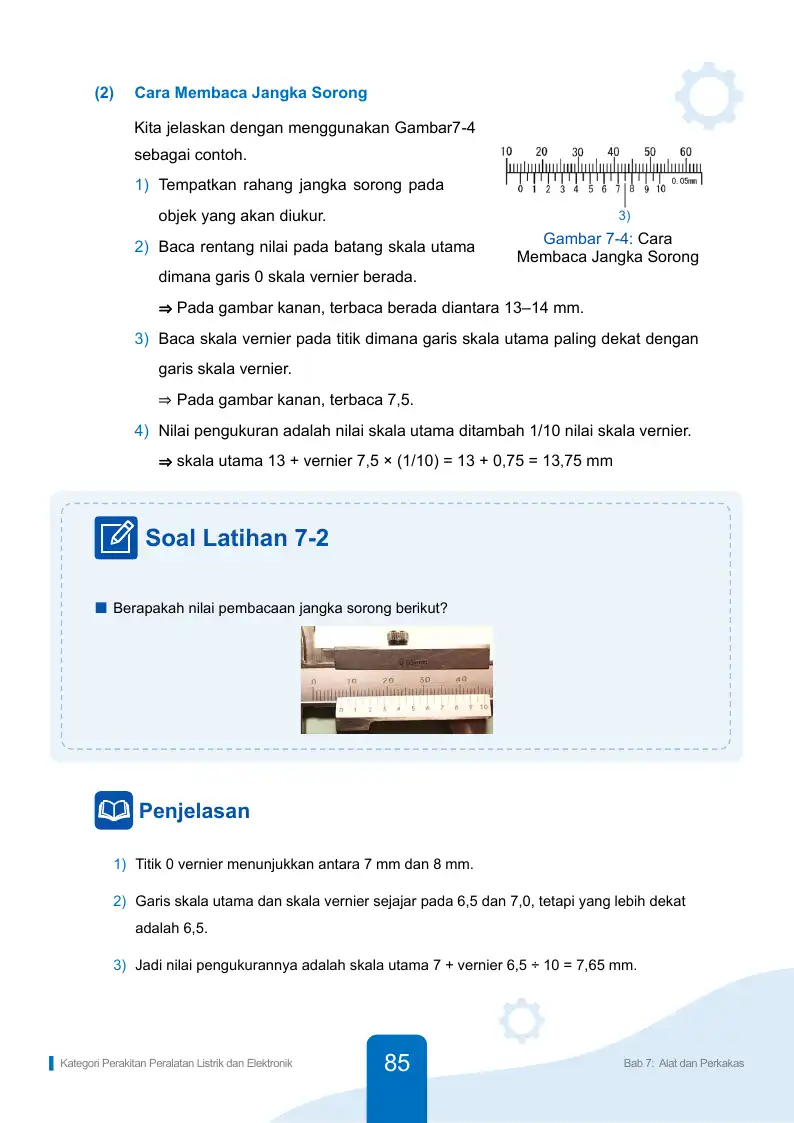 (2) Cara Membaca Jangka Sorong
Kita jelaskan dengan menggunakan Gambar7-4
sebagai contoh.
1) Tempatkan rahang jangka sorong pada
objek yang akan diukur.
2) Baca rentang nilai pada batang skala utama
dimana garis 0 skala vernier berada.
⇒ Pada gambar kanan, terbaca berada diantara 13–14 mm.
10 20 30 40 50 60
0 1 2 3 4 5 6 7 8 9 10 0.05mm
3)
Gambar 7-4: Cara
Membaca Jangka Sorong
3) Baca skala vernier pada titik dimana garis skala utama paling dekat dengan
garis skala vernier.
⇒ Pada gambar kanan, terbaca 7,5.
4) Nilai pengukuran adalah nilai skala utama ditambah 1/10 nilai skala vernier.
⇒ skala utama 13 + vernier 7,5 × (1/10) = 13 + 0,75 = 13,75 mm
Soal Latihan 7-2
■ Berapakah nilai pembacaan jangka sorong berikut?
0.05mm
0 10 20 30 40
0 1 2 3 4 5 6 7 8 9 10
Penjelasan
1) Titik 0 vernier menunjukkan antara 7 mm dan 8 mm.
2) Garis skala utama dan skala vernier sejajar pada 6,5 dan 7,0, tetapi yang lebih dekat
adalah 6,5.
3) Jadi nilai pengukurannya adalah skala utama 7 + vernier 6,5 ÷ 10 = 7,65 mm.
Kategori Perakitan Peralatan Listrik dan Elektronik
85
Bab 7: Alat dan Perkakas